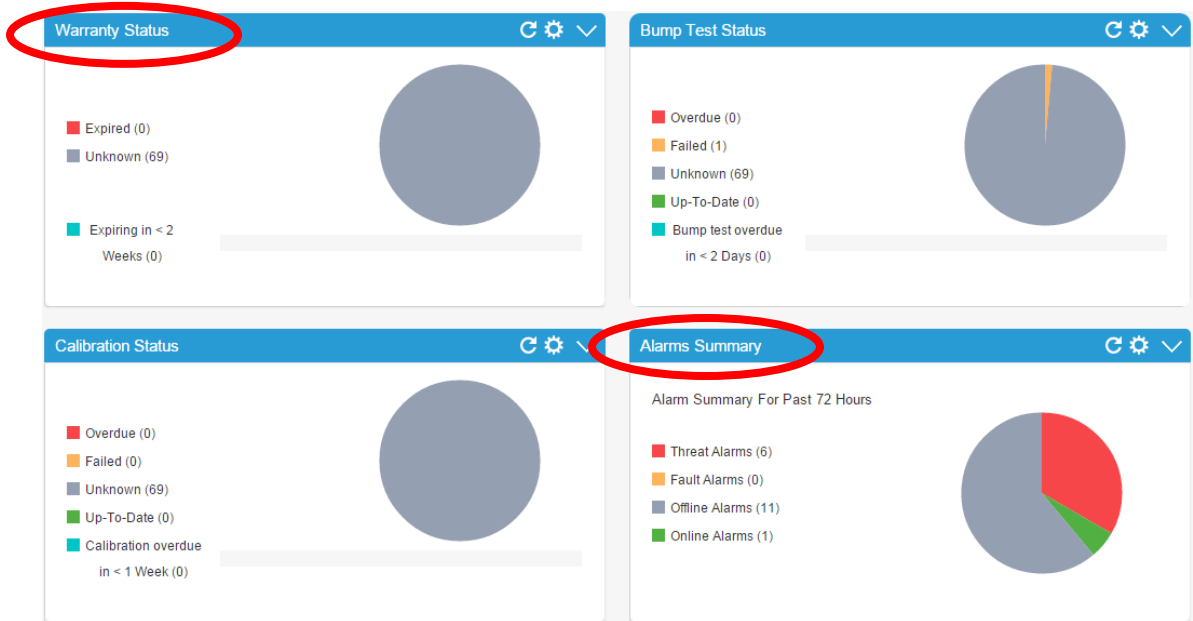 Warranty Status
Expired (0)
Unknown (69)
Expiring in < 2
Weeks (0)
Bump Test Status
Overdue (0)
Failed (1)
Unknown (69)
Up-To-Date (0)
Bump test overdue
in < 2 Days (0)
Calibration Status
Overdue (0)
Failed (0)
Unknown (69)
Up-To-Date (0)
Calibration overdue
in < 1 Week (0)
Alarms Summary
Alarm Summary For Past 72 Hours
Threat Alarms (6)
Fault Alarms (0)
Offline Alarms (11)
Online Alarms (1)